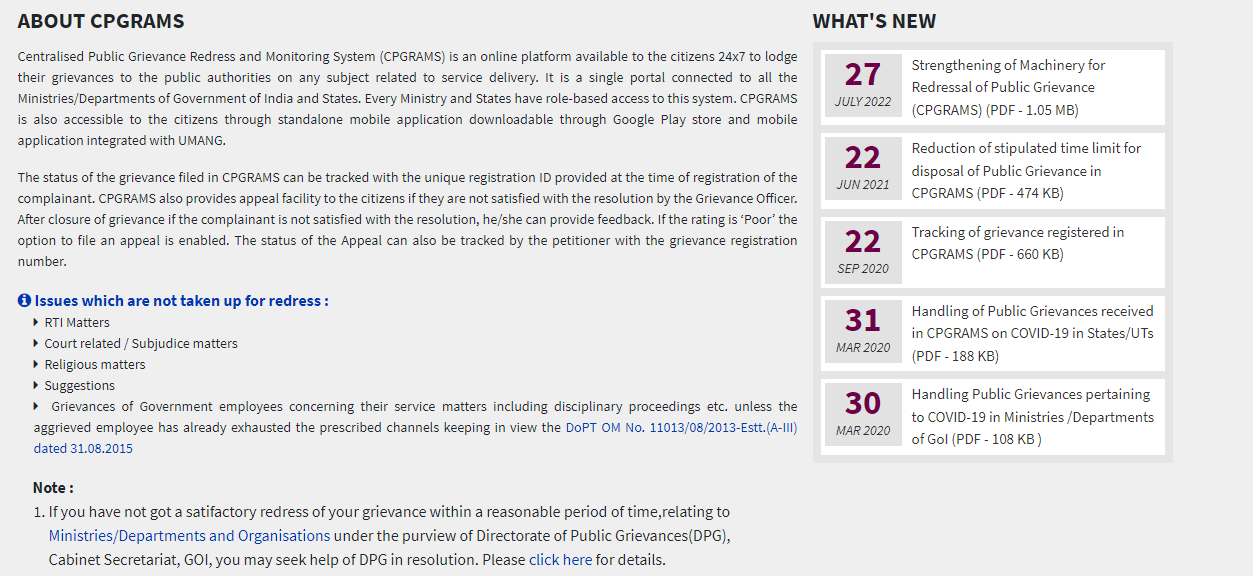 ABOUT CPGRAMS
Centralised Public Grievance Redress and Monitoring System (CPGRAMS) is an online platform available to the citizens 24x7 to lodge
their grievances to the public authorities on any subject related to service delivery. It is a single portal connected to all the
Ministries/Departments of Government of India and States. Every Ministry and States have role-based access to this system. CPGRAMS
is also accessible to the citizens through standalone mobile application downloadable through Google Play store and mobile
application integrated with UMANG.
The status of the grievance filed in CPGRAMS can be tracked with the unique registration ID provided at the time of registration of the
complainant. CPGRAMS also provides appeal facility to the citizens if they are not satisfied with the resolution by the Grievance Officer.
After closure of grievance if the complainant is not satisfied with the resolution, he/she can provide feedback. If the rating is ‘Poor’ the
option to file an appeal is enabled. The status of the Appeal can also be tracked by the petitioner with the grievance registration
number.
Issues which are not taken up for redress :
RTI Matters
Court related / Subjudice matters
Religious matters
Suggestions
Grievances of Government employees concerning their service matters including disciplinary proceedings etc. unless the
aggrieved employee has already exhausted the prescribed channels keeping in view the DoPT OM No. 11013/08/2013-Estt.(A-III)
dated 31.08.2015
Note :
1. If you have not got a satifactory redress of your grievance within a reasonable period of time,relating to
Ministries/Departments and Organisations under the purview of Directorate of Public Grievances(DPG),
Cabinet Secretariat, GOI, you may seek help of DPG in resolution. Please click here for details.
WHAT'S NEW
27
JULY 2022
Strengthening of Machinery for
Redressal of Public Grievance
(CPGRAMS) (PDF - 1.05 MB)
22
JUN 2021
Reduction of stipulated time limit for
disposal of Public Grievance in
CPGRAMS (PDF - 474 KB)
22
SEP 2020
Tracking of grievance registered in
CPGRAMS (PDF - 660 KB)
31
MAR 2020
Handling of Public Grievances received
in CPGRAMS on COVID-19 in States/UTs
(PDF - 188 KB)
30
MAR 2020
Handling Public Grievances pertaining
to COVID-19 in Ministries /Departments
of GoI (PDF - 108 KB )